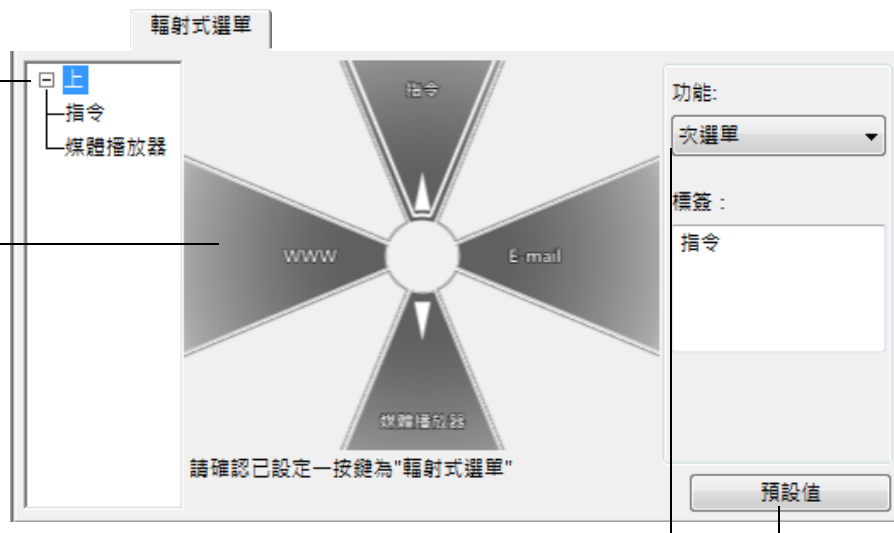 輻射式選單
上
指令
媒體播放器
指令
WWW
E-mail
媒體播放器
請確認已設定一按鍵為"輻射式選單"
功能:
次選單
標簽：
指令
預設值